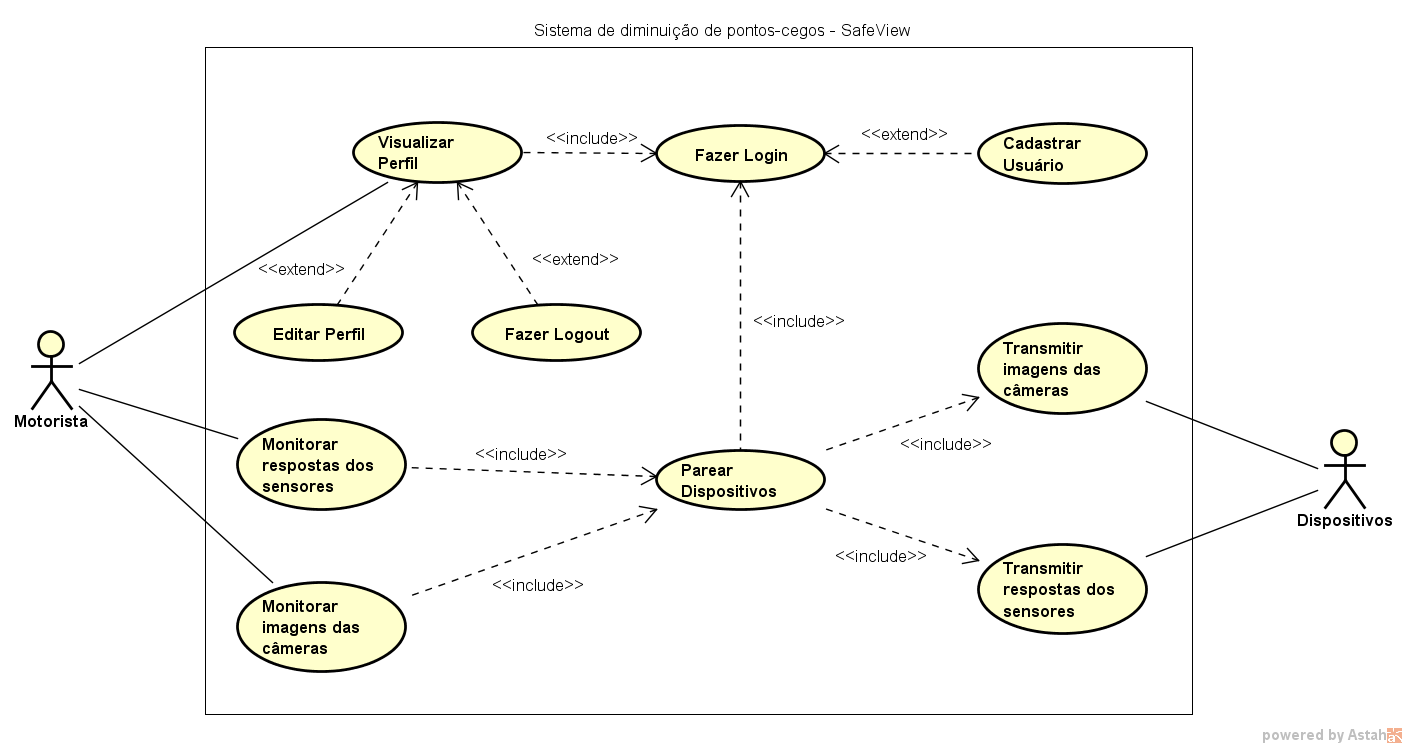 Sistema de diminuição de pontos-cegos - SafeView
Visualizar
Perfil
<<include>>
Fazer Login
<<extend>>
Cadastrar
Usuário
<<extend>>
<<extend>>
Editar Perfil
Fazer Logout
<<include>>
Transmitir
imagens das
câmeras
Motorista
Monitorar
respostas dos
sensores
<<include>>
Parear
Dispositivos
<<include>>
Dispositivos
<<include>>
<<include>>
Transmitir
respostas dos
sensores
Monitorar
imagens das
câmeras
powered by Astah